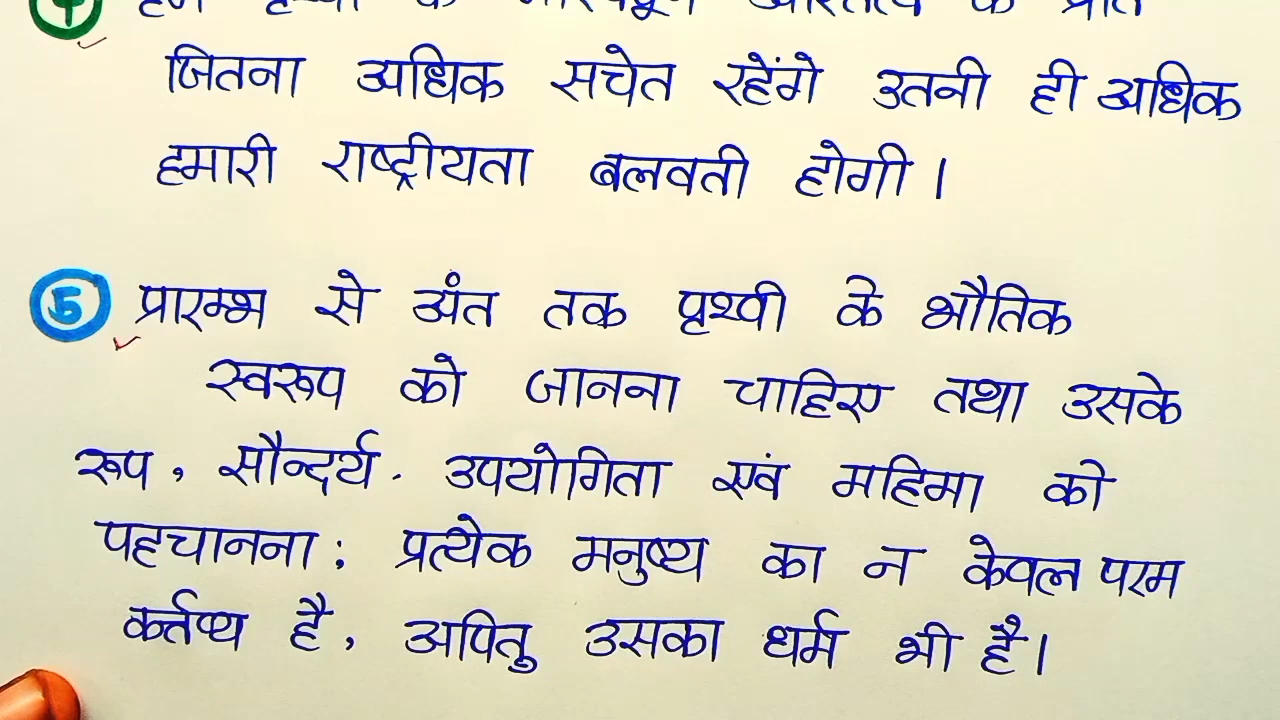 जितना अधिक सचेत रहेंगे उतनी ही अधिक
हमारी राष्ट्रीयता बलवती होगी।
5 प्रारम्भ से अंत तक पृथ्वी के भौतिक
स्वरूप को जानना चाहिए तथा उसके
रूप, सौन्दर्य. उपयोगिता एवं महिमा को
पहचानना; प्रत्येक मनुष्य का न केवल परम
कर्त्तव्य है, अपितु उसका धर्म भी है।